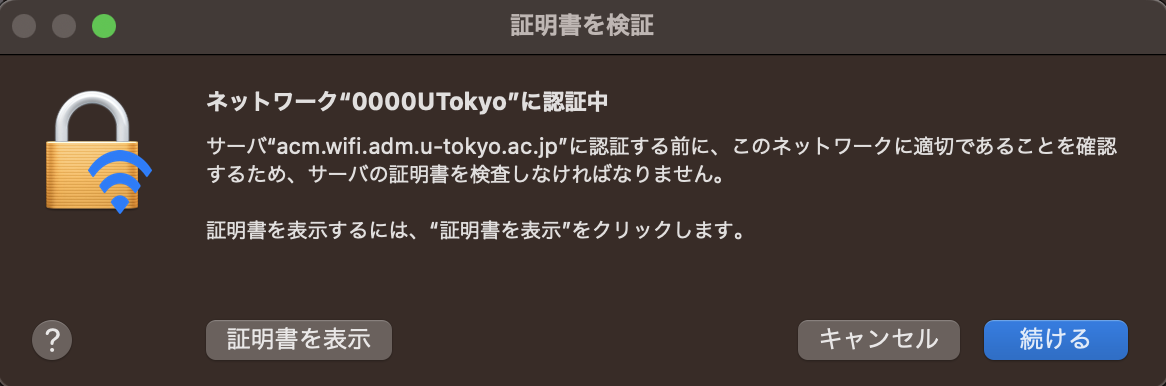 証明書を検証
ネットワーク“0000UTokyo”に認証中
サーバ“acm.wifi.adm.u-tokyo.ac.jp”に認証する前に、このネットワークに適切であることを確認
するため、サーバの証明書を検査しなければなりません。
証明書を表示するには、“証明書を表示”をクリックします。
?
証明書を表示
キャンセル
続ける